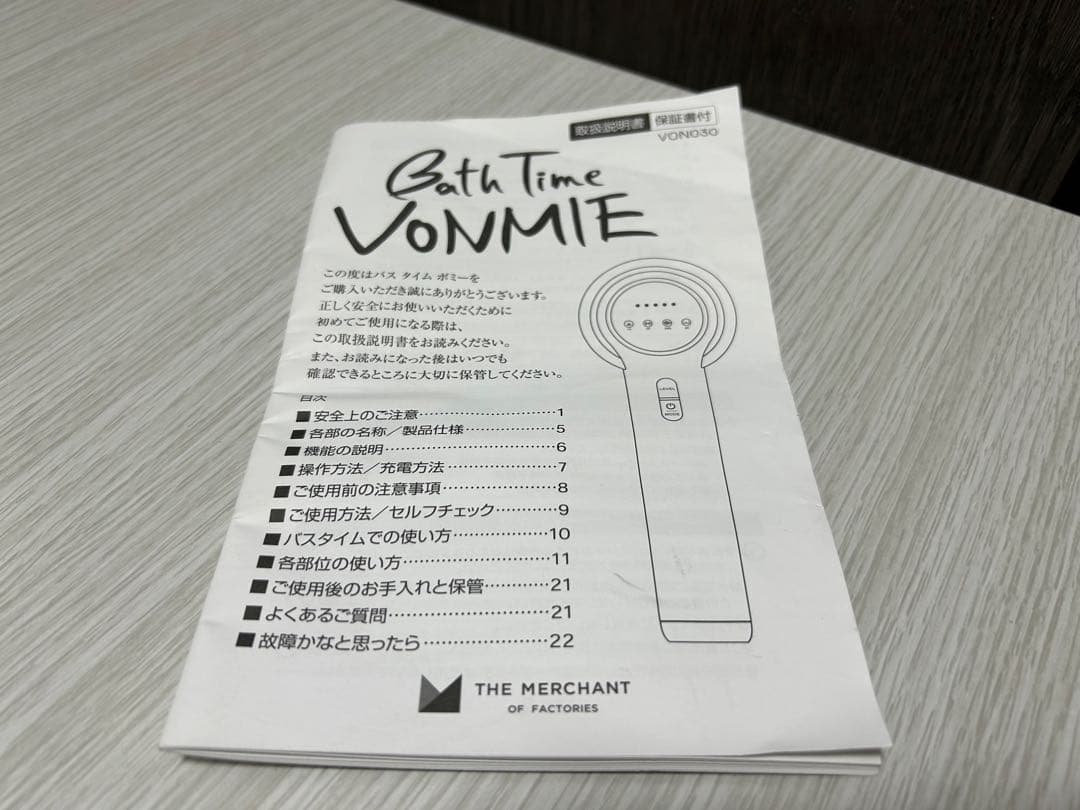 取扱説明書 保証書付
VON030
Bath Time
VONMIE
この度はバス タイム ボミーを
ご購入いただき誠にありがとうございます。
正しく安全にお使いいただくために
初めてご使用になる際は、
この取扱説明書をお読みください。
また、お読みになった後はいつでも
確認できるところに大切に保管してください。
目次
■安全上のご注意…………………1
■各部の名称／製品仕様…………5
■機能の説明………………………6
■操作方法／充電方法……………7
■ご使用前の注意事項……………8
■ご使用方法／セルフチェック…………9
■バスタイムでの使い方…………10
■各部位の使い方…………………11
■ご使用後のお手入れと保管…………21
■よくあるご質問…………………21
■故障かなと思ったら……………22
LEVEL
MODE
THE MERCHANT
OF FACTORIES